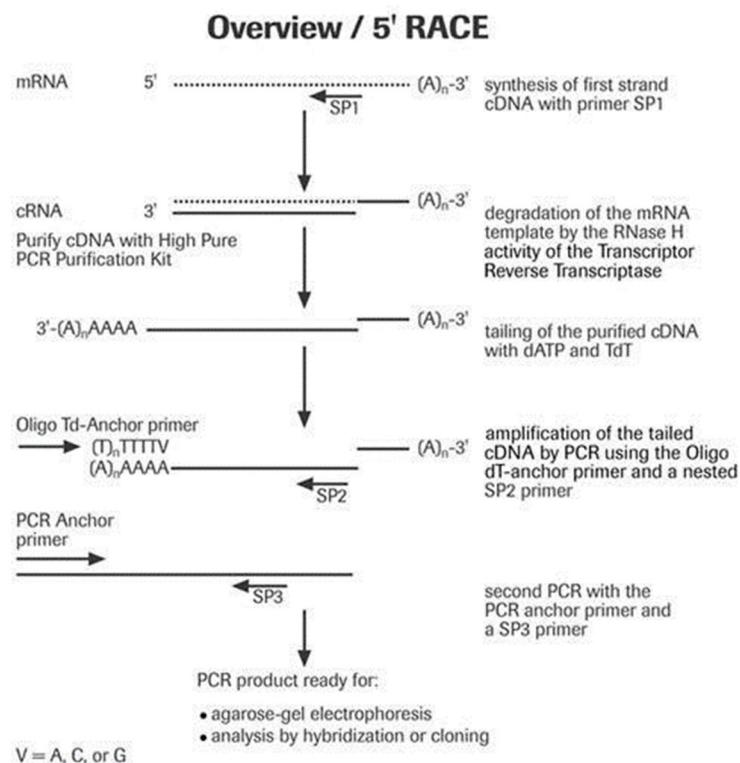 Overview / 5' RACE
mRNA 5' (A)n-3'
SP1
synthesis of first strand
cDNA with primer SP1
cRNA 3' (A)n-3'
Purify cDNA with High Pure
PCR Purification Kit
degradation of the mRNA
template by the RNase H
activity of the Transcriptor
Reverse Transcriptase
3'-(A)nAAAA (A)n-3'
tailing of the purified cDNA
with dATP and TdT
Oligo Td-Anchor primer
(T)nTTTTV (A)n-3'
(A)nAAAA
SP2
amplification of the tailed
cDNA by PCR using the Oligo
dT-anchor primer and a nested
SP2 primer
PCR Anchor
primer
SP3
second PCR with the
PCR anchor primer and
a SP3 primer
PCR product ready for:
• agarose-gel electrophoresis
• analysis by hybridization or cloning
V = A, C, or G